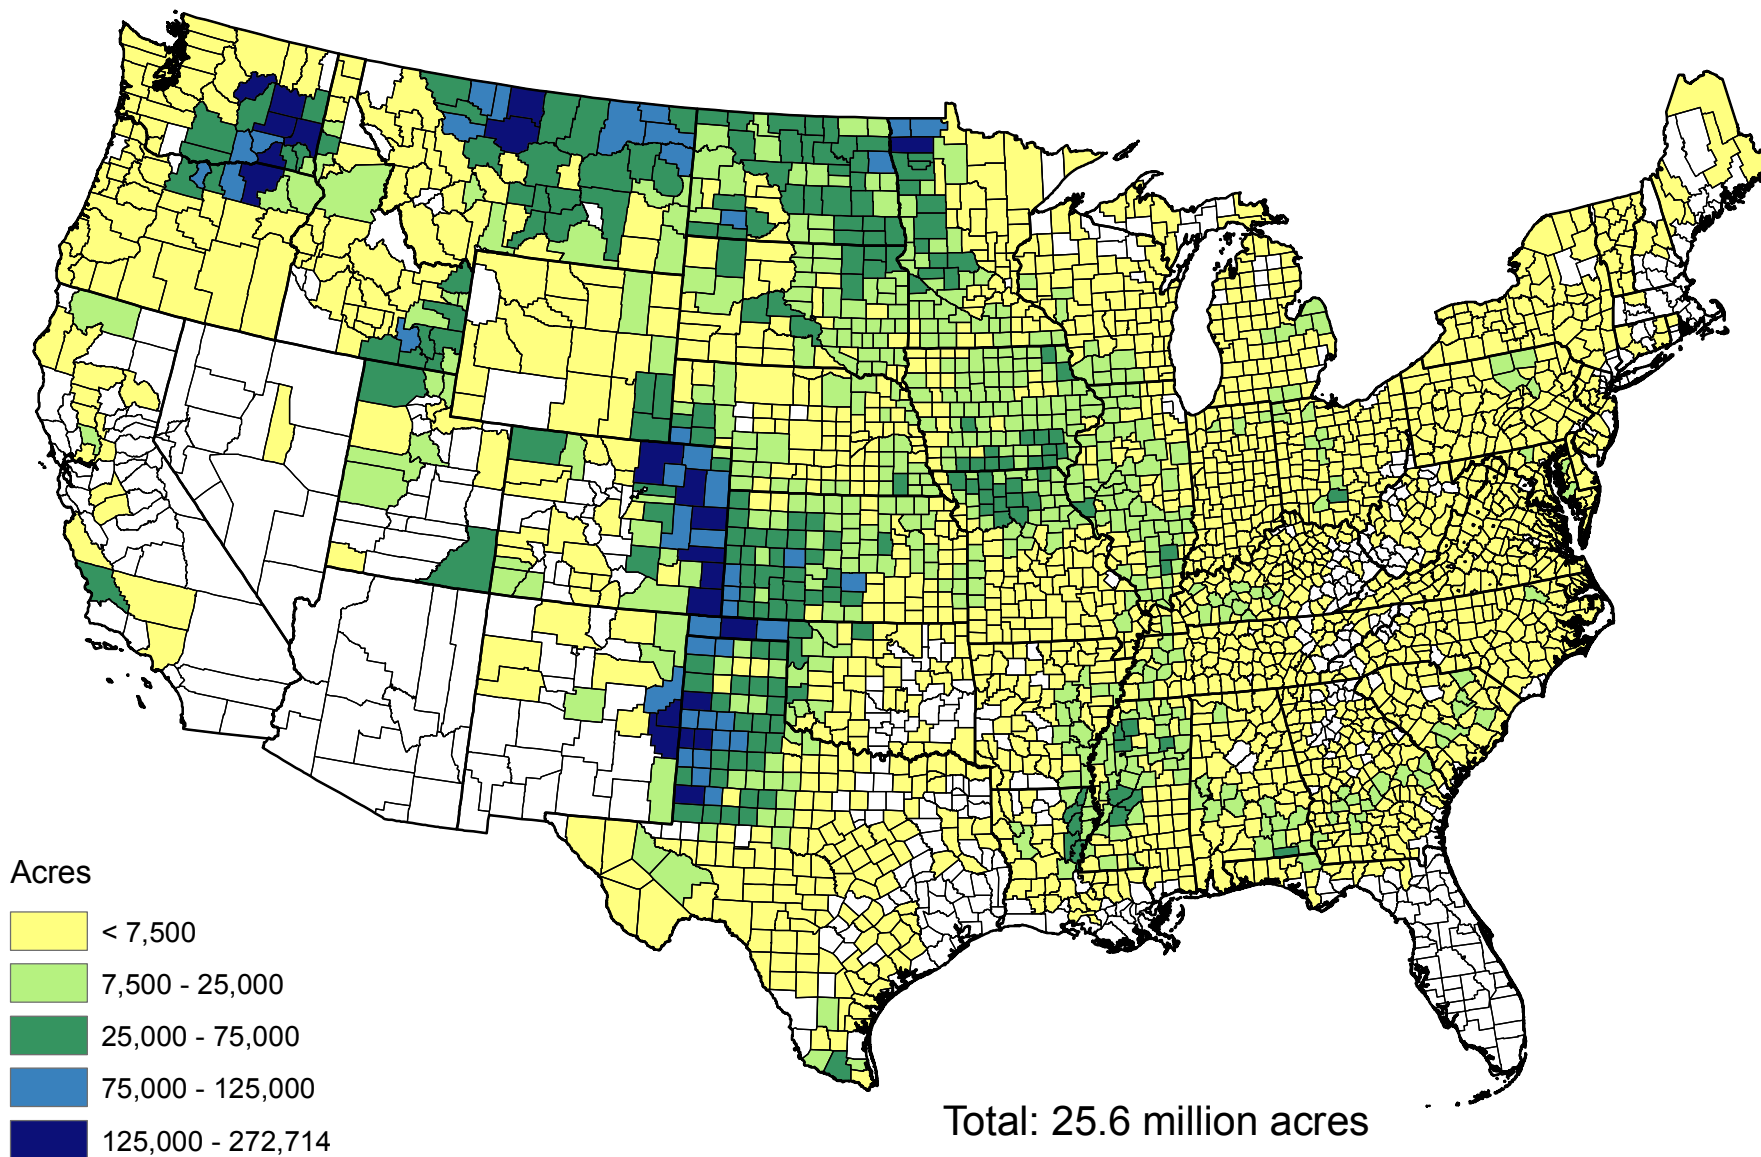 Acres
< 7,500
7,500 - 25,000
25,000 - 75,000
75,000 - 125,000
125,000 - 272,714
Total: 25.6 million acres